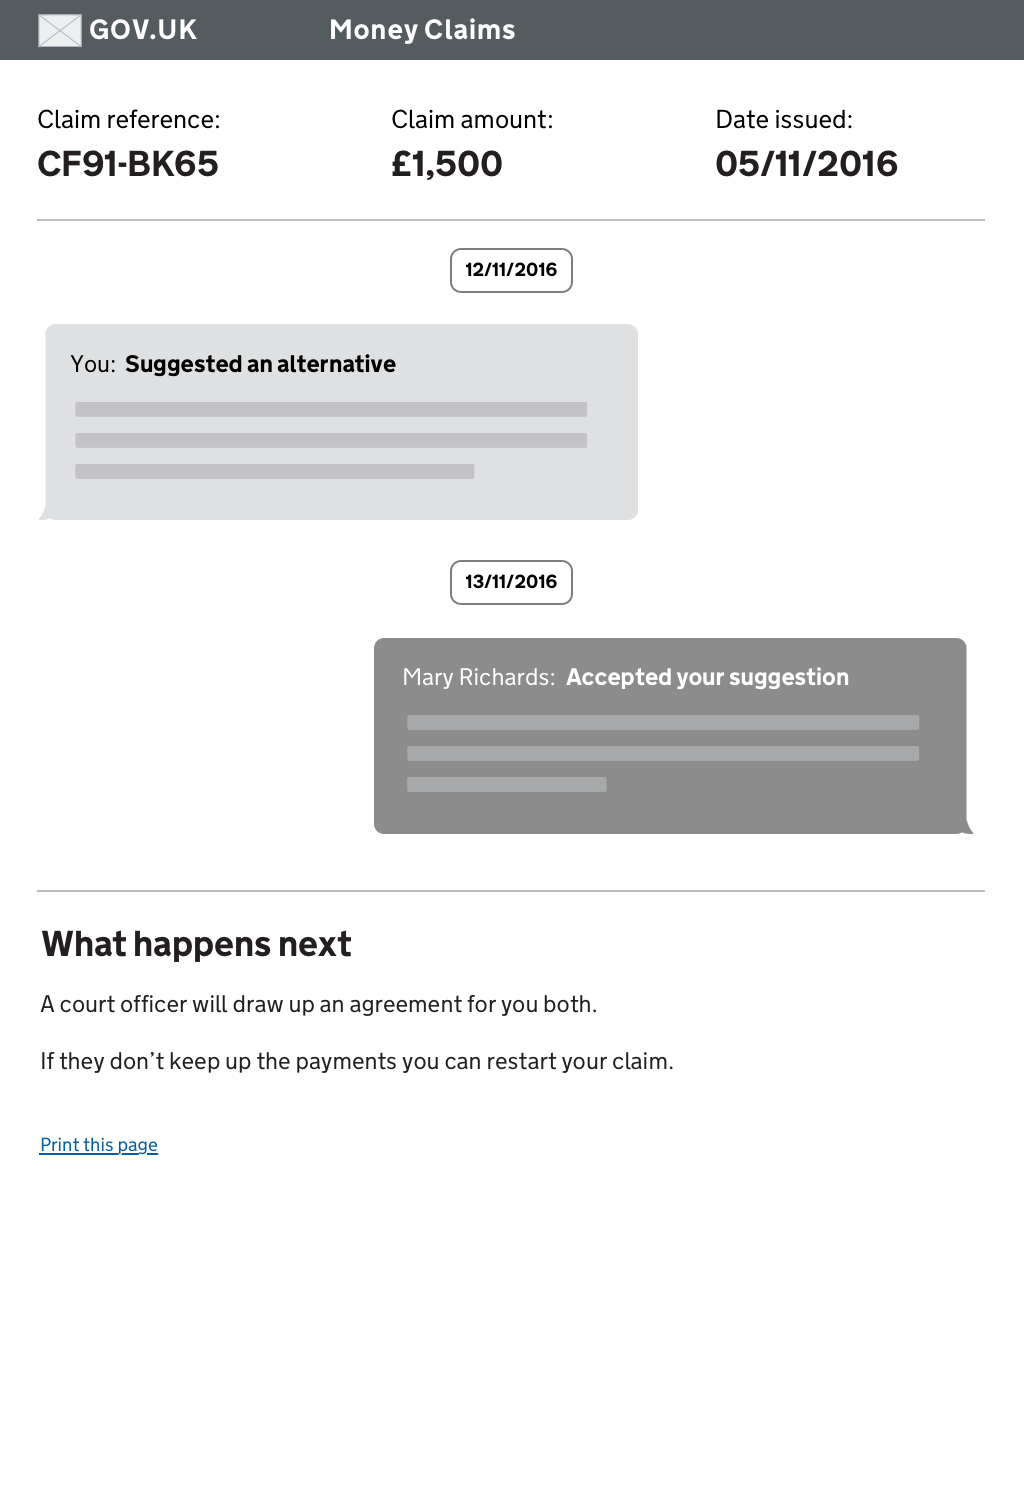 GOV.UK Money Claims
Claim reference: Claim amount: Date issued:
CF91-BK65 £1,500 05/11/2016
12/11/2016
You: Suggested an alternative
13/11/2016
Mary Richards: Accepted your suggestion
What happens next
A court officer will draw up an agreement for you both.
If they don’t keep up the payments you can restart your claim.
Print this page